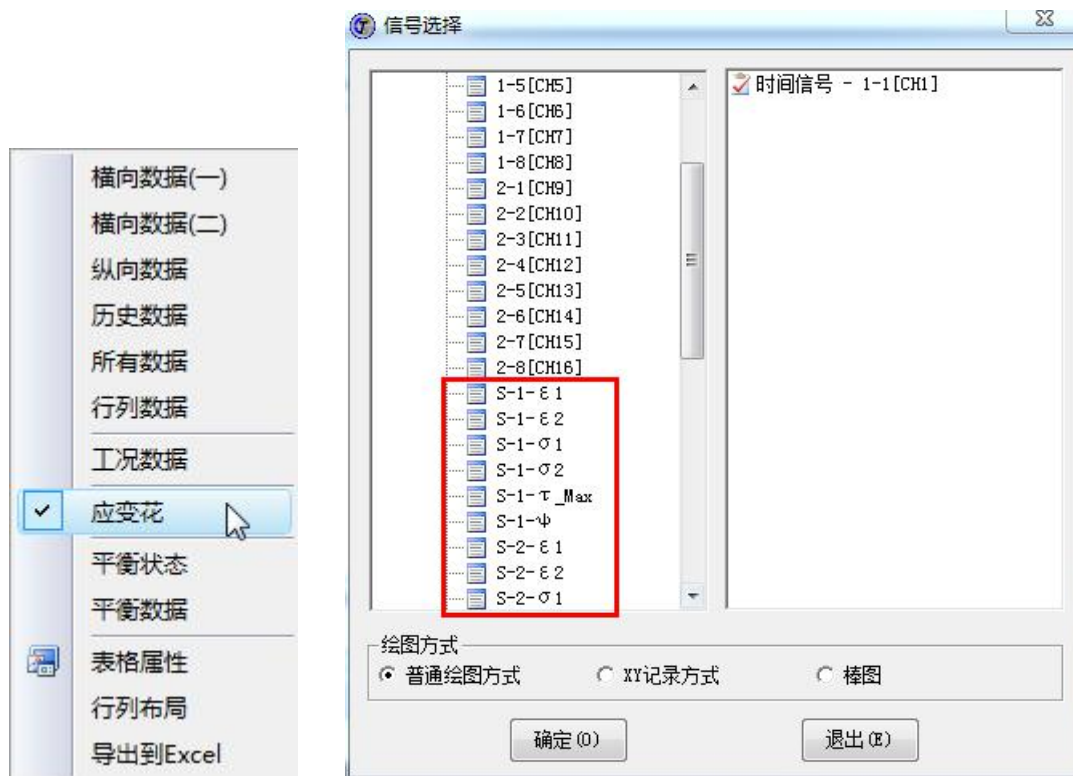 横向数据(一)
横向数据(二)
纵向数据
历史数据
所有数据
行列数据
工况数据
应变花
平衡状态
平衡数据
表格属性
行列布局
导出到Excel
信号选择
1-5[CH5]
1-6[CH6]
1-7[CH7]
1-8[CH8]
2-1[CH9]
2-2[CH10]
2-3[CH11]
2-4[CH12]
2-5[CH13]
2-6[CH14]
2-7[CH15]
2-8[CH16]
S-1-ε1
S-1-ε2
S-1-σ1
S-1-σ2
S-1-τ_Max
S-1-ψ
S-2-ε1
S-2-ε2
S-2-σ1
时间信号 - 1-1[CH1]
绘图方式
普通绘图方式
XY记录方式
棒图
确定(O)
退出(E)